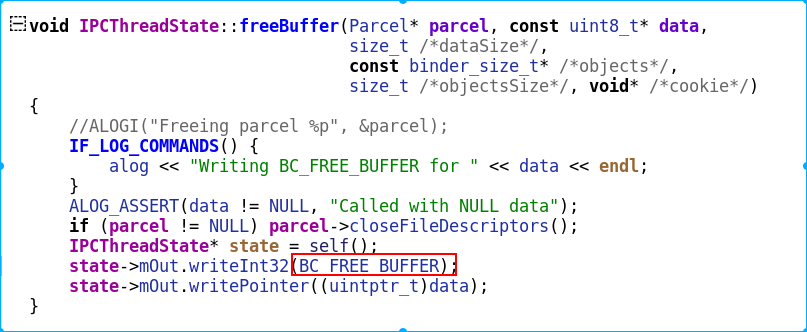 void IPCThreadState::freeBuffer(Parcel* parcel, const uint8_t* data,
                                size_t /*dataSize*/,
                                const binder_size_t* /*objects*/,
                                size_t /*objectsSize*/, void* /*cookie*/)
{
    //ALOGI("Freeing parcel %p", &parcel);
    IF_LOG_COMMANDS() {
        alog << "Writing BC_FREE_BUFFER for " << data << endl;
    }
    ALOG_ASSERT(data != NULL, "Called with NULL data");
    if (parcel != NULL) parcel->closeFileDescriptors();
    IPCThreadState* state = self();
    state->mOut.writeInt32(BC_FREE_BUFFER);
    state->mOut.writePointer((uintptr_t)data);
}